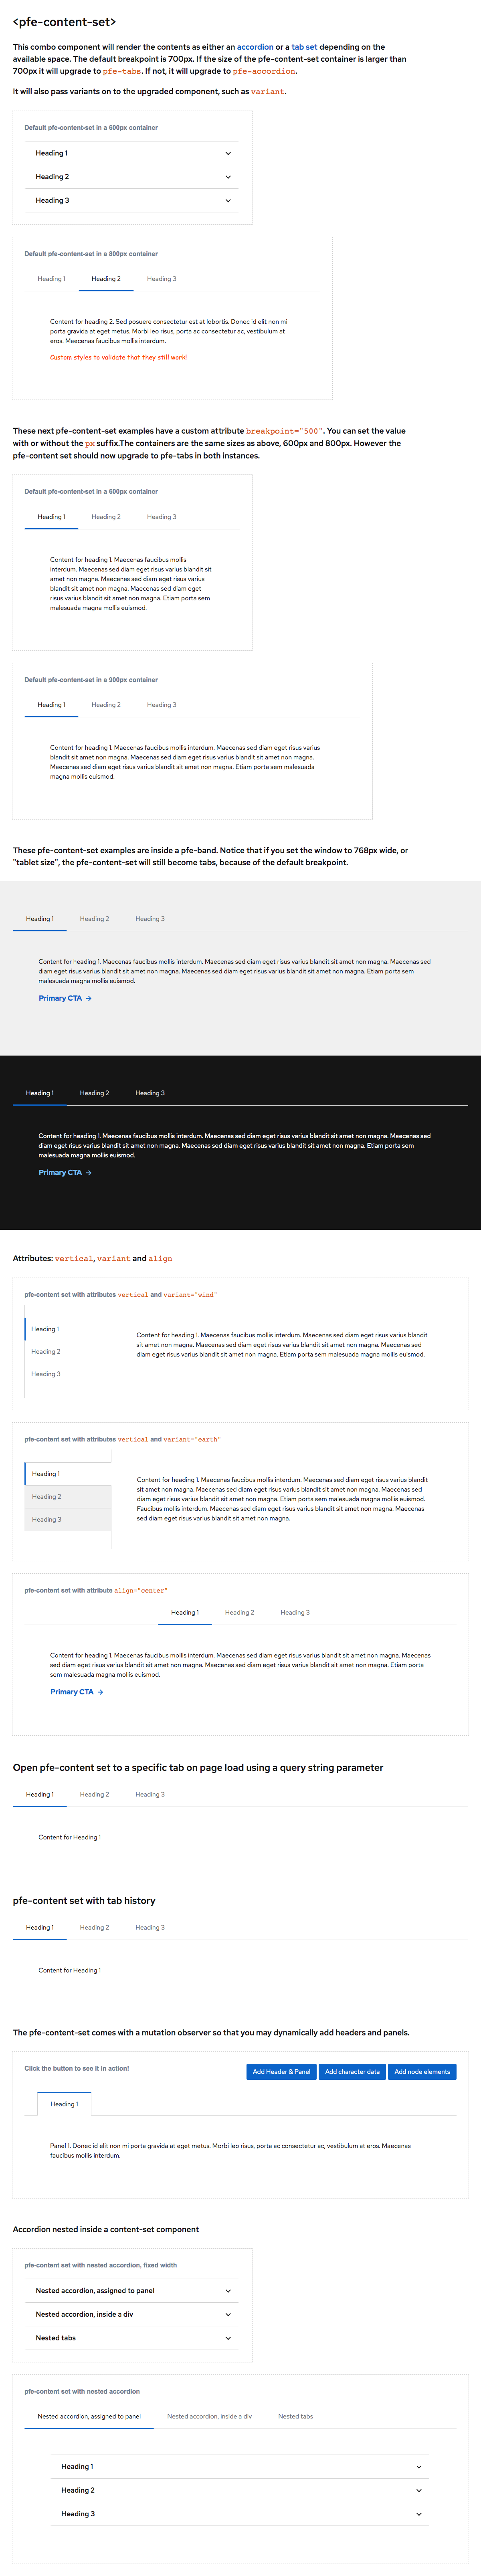 <pfe-content-set>
This combo component will render the contents as either an accordion or a tab set depending on the
available space. The default breakpoint is 700px. If the size of the pfe-content-set container is larger than
700px it will upgrade to pfe-tabs. If not, it will upgrade to pfe-accordion.
It will also pass variants on to the upgraded component, such as variant.
Default pfe-content-set in a 600px container
Heading 1
Heading 2
Heading 3
Default pfe-content-set in a 800px container
Heading 1 Heading 2 Heading 3
Content for heading 2. Sed posuere consectetur est at lobortis. Donec id elit non mi
porta gravida at eget metus. Morbi leo risus, porta ac consectetur ac, vestibulum at
eros. Maecenas faucibus mollis interdum.
Custom styles to validate that they still work!
These next pfe-content-set examples have a custom attribute breakpoint="500". You can set the value
with or without the px suffix.The containers are the same sizes as above, 600px and 800px. However the
pfe-content set should now upgrade to pfe-tabs in both instances.
Default pfe-content-set in a 600px container
Heading 1 Heading 2 Heading 3
Content for heading 1. Maecenas faucibus mollis
interdum. Maecenas sed diam eget risus varius blandit sit
amet non magna. Maecenas sed diam eget risus varius
blandit sit amet non magna. Maecenas sed diam eget
risus varius blandit sit amet non magna. Etiam porta sem
malesuada magna mollis euismod.
Default pfe-content-set in a 900px container
Heading 1 Heading 2 Heading 3
Content for heading 1. Maecenas faucibus mollis interdum. Maecenas sed diam eget risus varius
blandit sit amet non magna. Maecenas sed diam eget risus varius blandit sit amet non magna.
Maecenas sed diam eget risus varius blandit sit amet non magna. Etiam porta sem malesuada
magna mollis euismod.
These pfe-content-set examples are inside a pfe-band. Notice that if you set the window to 768px wide, or
"tablet size", the pfe-content-set will still become tabs, because of the default breakpoint.
Heading 1 Heading 2 Heading 3
Content for heading 1. Maecenas faucibus mollis interdum. Maecenas sed diam eget risus varius blandit sit amet non magna. Maecenas sed
diam eget risus varius blandit sit amet non magna. Maecenas sed diam eget risus varius blandit sit amet non magna. Etiam porta sem
malesuada magna mollis euismod.
Primary CTA
Heading 1 Heading 2 Heading 3
Content for heading 1. Maecenas faucibus mollis interdum. Maecenas sed diam eget risus varius blandit sit amet non magna. Maecenas sed
diam eget risus varius blandit sit amet non magna. Maecenas sed diam eget risus varius blandit sit amet non magna. Etiam porta sem
malesuada magna mollis euismod.
Primary CTA
Attributes: vertical, variant and align
pfe-content set with attributes vertical and variant="wind"
Heading 1
Heading 2
Heading 3
Content for heading 1. Maecenas faucibus mollis interdum. Maecenas sed diam eget risus varius blandit
sit amet non magna. Maecenas sed diam eget risus varius blandit sit amet non magna. Maecenas sed
diam eget risus varius blandit sit amet non magna. Etiam porta sem malesuada magna mollis euismod.
pfe-content set with attributes vertical and variant="earth"
Heading 1
Heading 2
Heading 3
Content for heading 1. Maecenas faucibus mollis interdum. Maecenas sed diam eget risus varius blandit
sit amet non magna. Maecenas sed diam eget risus varius blandit sit amet non magna. Maecenas sed
diam eget risus varius blandit sit amet non magna. Etiam porta sem malesuada magna mollis euismod.
Faucibus mollis interdum. Maecenas sed diam eget risus varius blandit sit amet non magna. Maecenas
sed diam eget risus varius blandit sit amet non magna.
pfe-content set with attribute align="center"
Heading 1 Heading 2 Heading 3
Content for heading 1. Maecenas faucibus mollis interdum. Maecenas sed diam eget risus varius blandit sit amet non magna. Maecenas
sed diam eget risus varius blandit sit amet non magna. Maecenas sed diam eget risus varius blandit sit amet non magna. Etiam porta
sem malesuada magna mollis euismod.
Primary CTA
Open pfe-content set to a specific tab on page load using a query string parameter
Heading 1 Heading 2 Heading 3
Content for Heading 1
pfe-content set with tab history
Heading 1 Heading 2 Heading 3
Content for Heading 1
The pfe-content-set comes with a mutation observer so that you may dynamically add headers and panels.
Click the button to see it in action!
Add Header & Panel Add character data Add node elements
Heading 1
Panel 1. Donec id elit non mi porta gravida at eget metus. Morbi leo risus, porta ac consectetur ac, vestibulum at eros. Maecenas
faucibus mollis interdum.
Accordion nested inside a content-set component
pfe-content set with nested accordion, fixed width
Nested accordion, assigned to panel
Nested accordion, inside a div
Nested tabs
pfe-content set with nested accordion
Nested accordion, assigned to panel Nested accordion, inside a div Nested tabs
Heading 1
Heading 2
Heading 3